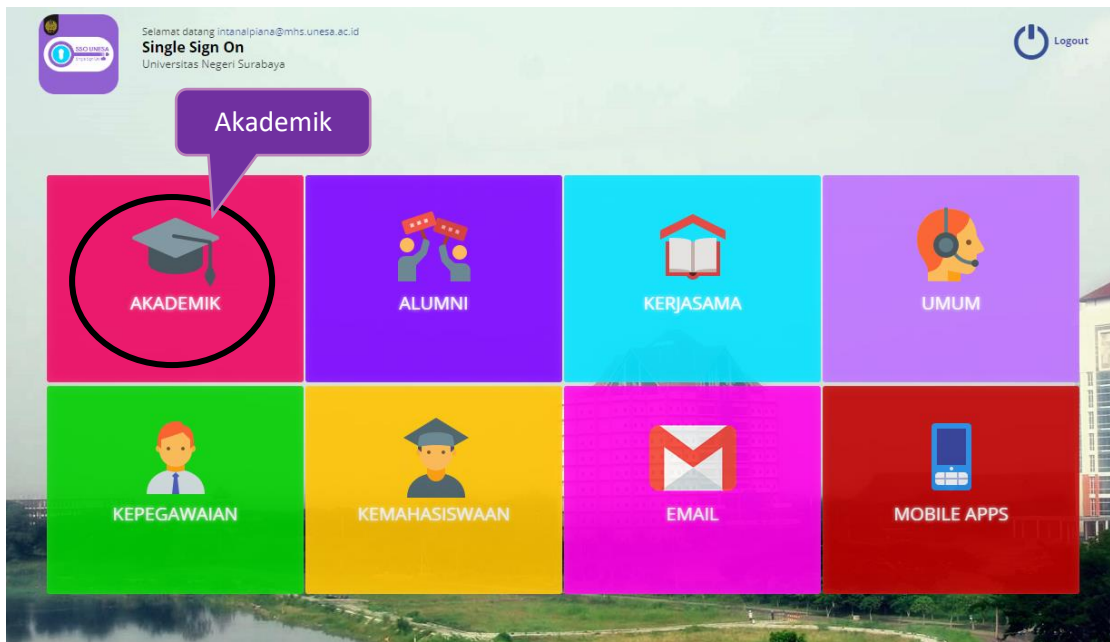 Selamat datang intanalpiana@mhs.unesa.ac.id
Single Sign On
Universitas Negeri Surabaya
SSO UNESA
Logout
Akademik
AKADEMIK
ALUMNI
KERJASAMA
UMUM
KEPEGAWAIAN
KEMAHASISWAAN
EMAIL
MOBILE APPS